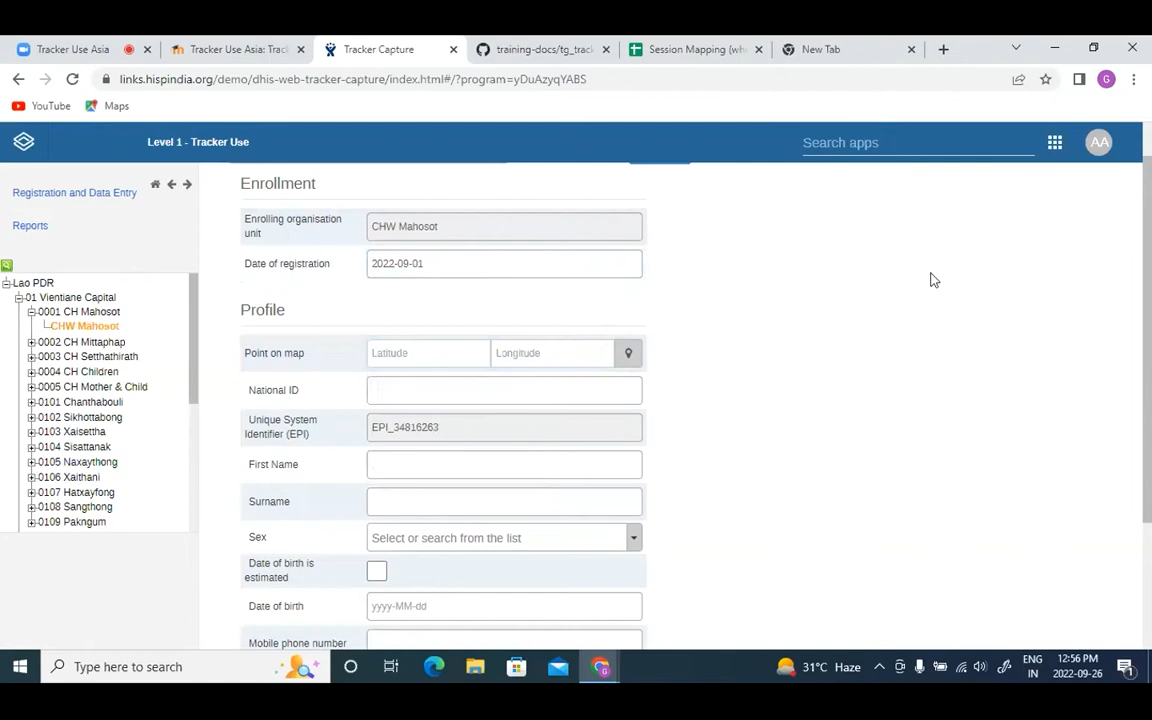 Tracker Use Asia
Tracker Use Asia: Track
Tracker Capture
training-docs/tg_track
Session Mapping (wh
New Tab
links.hispindia.org/demo/dhis-web-tracker-capture/index.html#/?program=yDuAzyqYABS
G
YouTube
Maps
Level 1 - Tracker Use
Search apps
AA
Registration and Data Entry
Reports
Lao PDR
01 Vientiane Capital
0001 CH Mahosot
CHW Mahosot
0002 CH Mittaphap
0003 CH Setthathirath
0004 CH Children
0005 CH Mother & Child
0101 Chanthabouli
0102 Sikhottabong
0103 Xaisettha
0104 Sisattanak
0105 Naxaythong
0106 Xaithani
0107 Hatxayfong
0108 Sangthong
0109 Pakngum
Enrollment
Enrolling organisation
unit
CHW Mahosot
Date of registration
2022-09-01
Profile
Point on map
Latitude
Longitude
National ID
Unique System
Identifier (EPI)
EPI_34816263
First Name
Surname
Sex
Select or search from the list
Date of birth is
estimated
Date of birth
yyyy-MM-dd
Mobile phone number
Type here to search
G
31°C Haze
ENG
IN
12:56 PM
2022-09-26
1